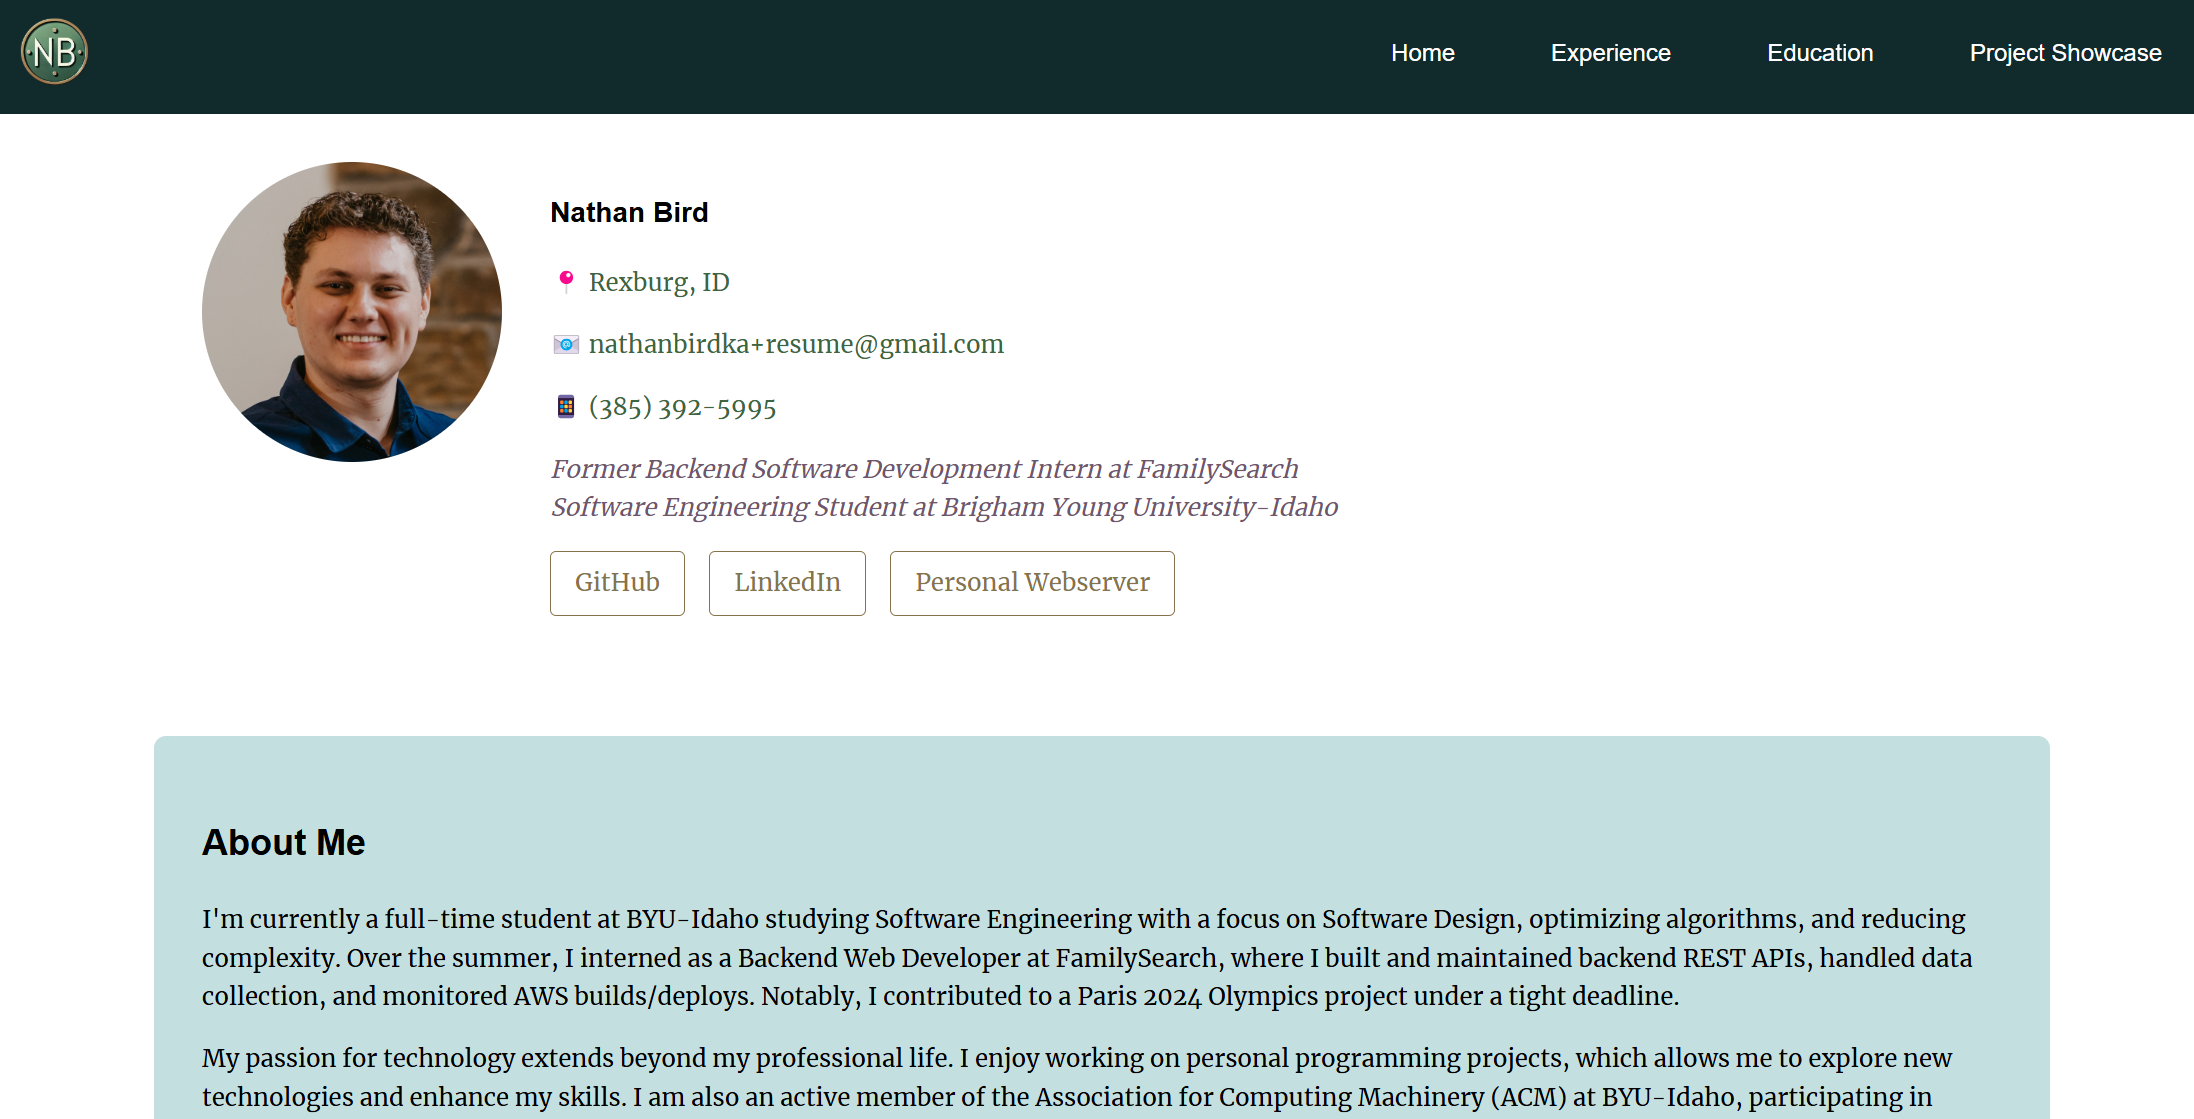 NB
Home Experience Education Project Showcase
Nathan Bird
Rexburg, ID
nathanbirdka+resume@gmail.com
(385) 392-5995
Former Backend Software Development Intern at FamilySearch
Software Engineering Student at Brigham Young University-Idaho
GitHub LinkedIn Personal Webserver
About Me
I'm currently a full-time student at BYU-Idaho studying Software Engineering with a focus on Software Design, optimizing algorithms, and reducing
complexity. Over the summer, I interned as a Backend Web Developer at FamilySearch, where I built and maintained backend REST APIs, handled data
collection, and monitored AWS builds/deploys. Notably, I contributed to a Paris 2024 Olympics project under a tight deadline.
My passion for technology extends beyond my professional life. I enjoy working on personal programming projects, which allows me to explore new
technologies and enhance my skills. I am also an active member of the Association for Computing Machinery (ACM) at BYU-Idaho, participating in